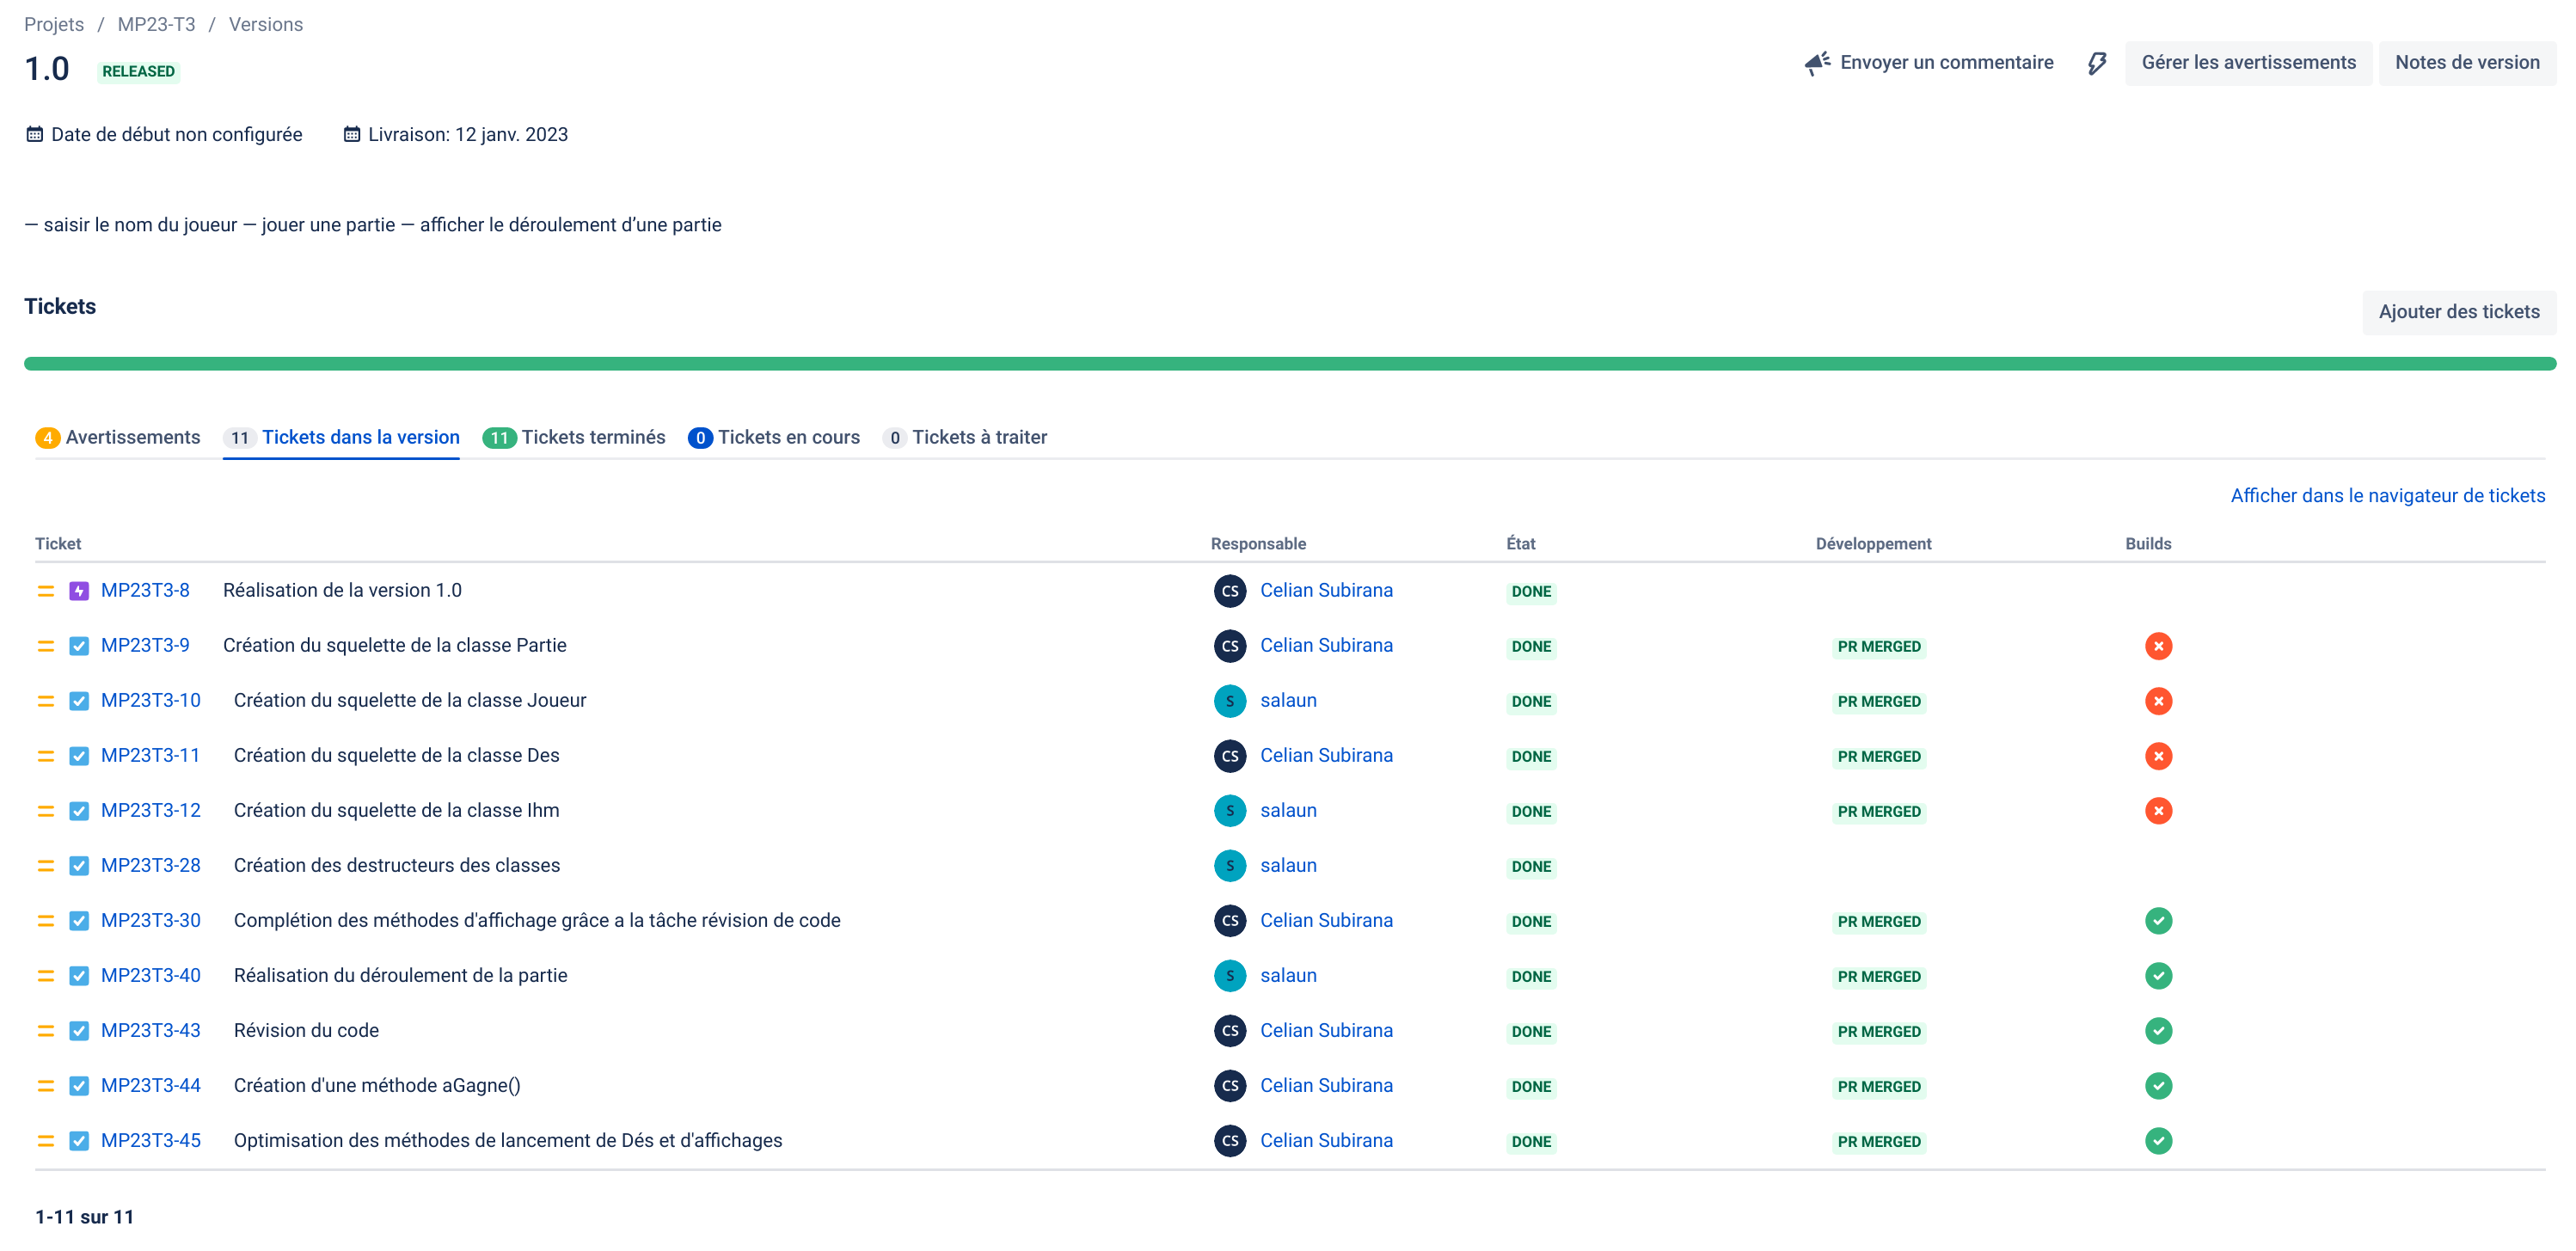 Projets / MP23-T3 / Versions
1.0 RELEASED
Envoyer un commentaire Gérer les avertissements Notes de version
Date de début non configurée Livraison: 12 janv. 2023
— saisir le nom du joueur — jouer une partie — afficher le déroulement d’une partie
Tickets Ajouter des tickets
4 Avertissements 11 Tickets dans la version 11 Tickets terminés 0 Tickets en cours 0 Tickets à traiter
Afficher dans le navigateur de tickets
Ticket Responsable État Développement Builds
MP23T3-8 Réalisation de la version 1.0 CS Celian Subirana DONE
MP23T3-9 Création du squelette de la classe Partie CS Celian Subirana DONE PR MERGED
MP23T3-10 Création du squelette de la classe Joueur S salaun DONE PR MERGED
MP23T3-11 Création du squelette de la classe Des CS Celian Subirana DONE PR MERGED
MP23T3-12 Création du squelette de la classe Ihm S salaun DONE PR MERGED
MP23T3-28 Création des destructeurs des classes S salaun DONE
MP23T3-30 Complétion des méthodes d'affichage grâce a la tâche révision de code CS Celian Subirana DONE PR MERGED
MP23T3-40 Réalisation du déroulement de la partie S salaun DONE PR MERGED
MP23T3-43 Révision du code CS Celian Subirana DONE PR MERGED
MP23T3-44 Création d'une méthode aGagne() CS Celian Subirana DONE PR MERGED
MP23T3-45 Optimisation des méthodes de lancement de Dés et d'affichages CS Celian Subirana DONE PR MERGED
1-11 sur 11